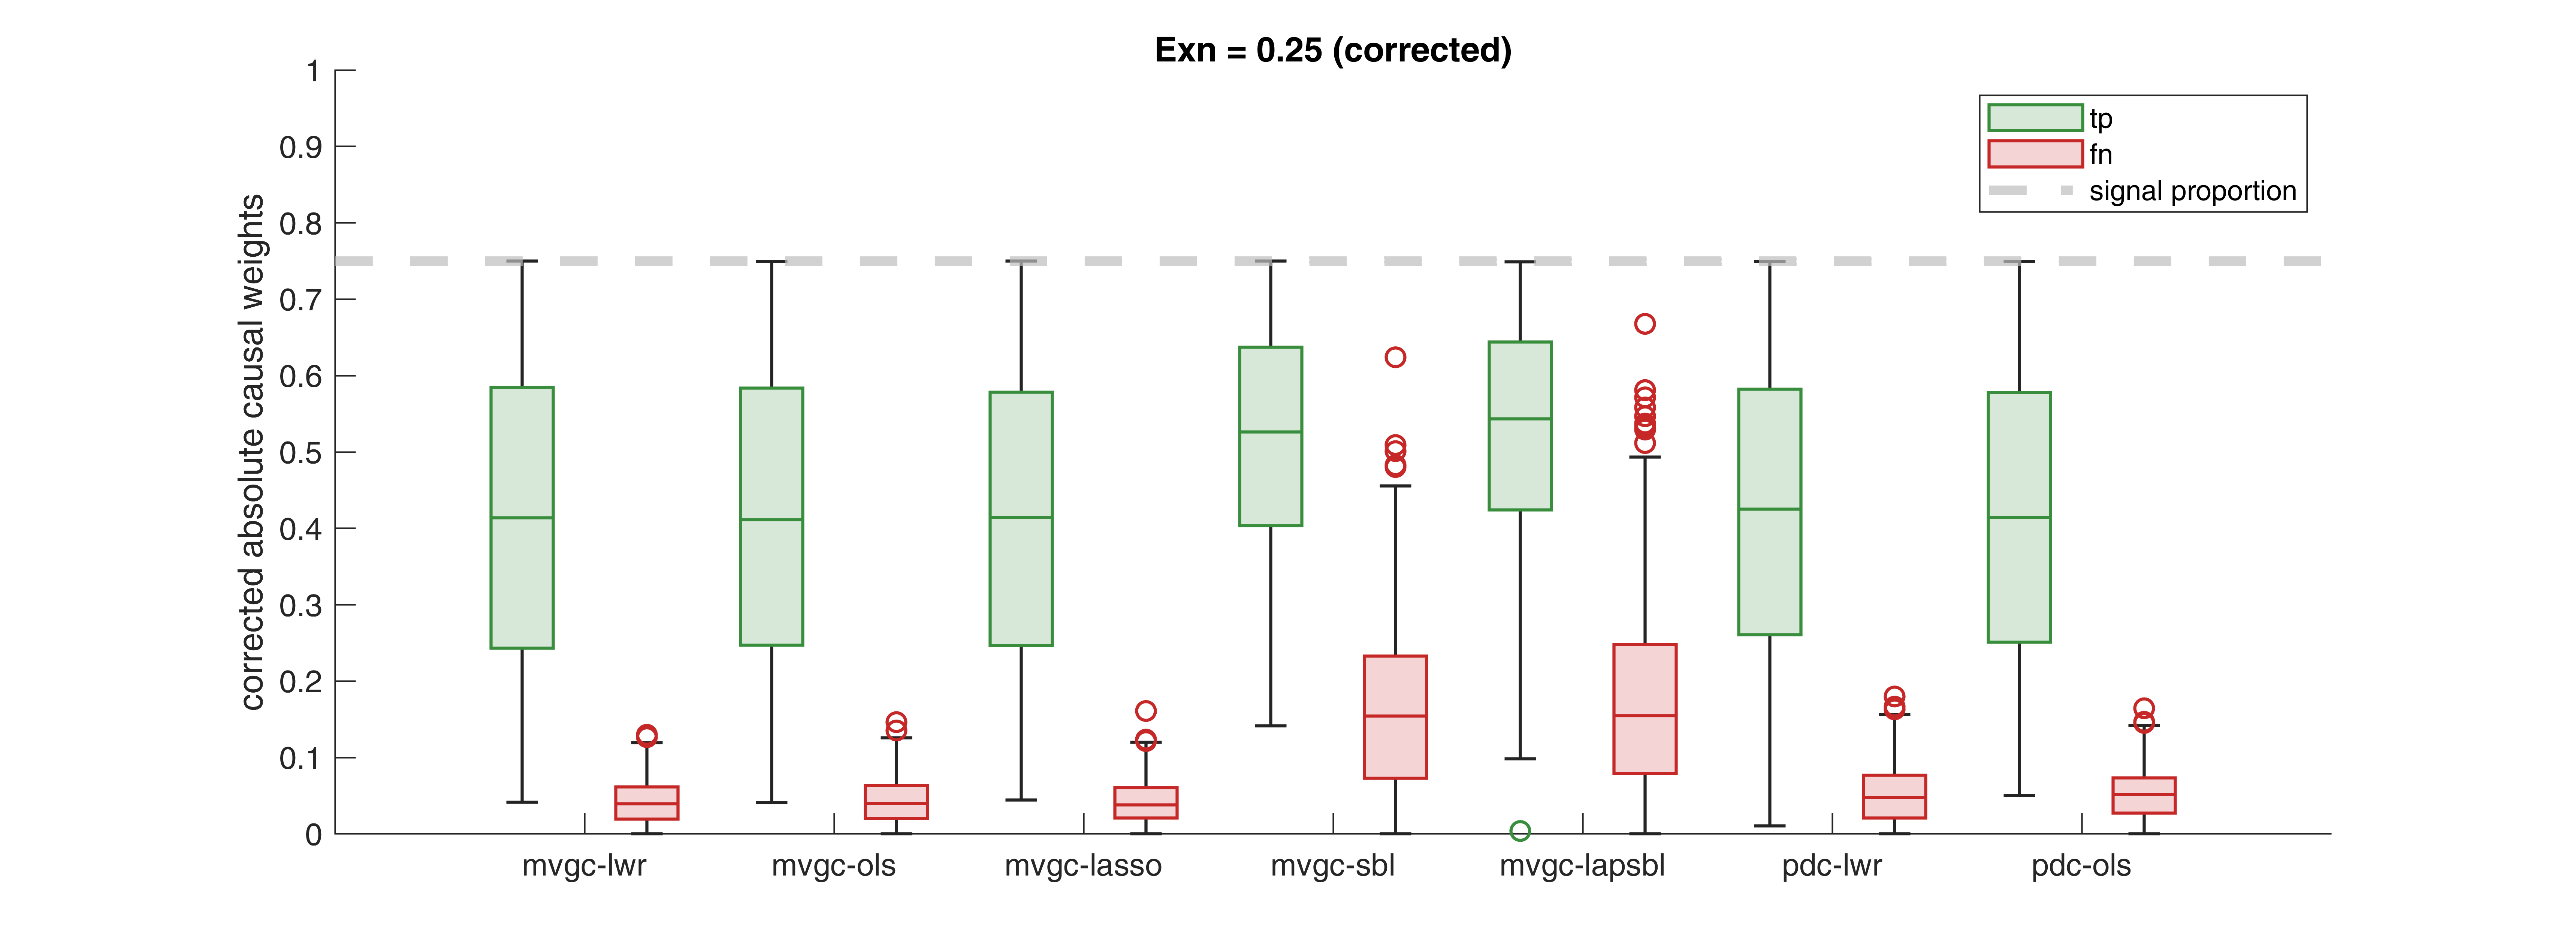 Exn = 0.25 (corrected)
corrected absolute causal weights
1
0.9
0.8
0.7
0.6
0.5
0.4
0.3
0.2
0.1
0
tp
fn
signal proportion
mvgc-lwr
mvgc-ols
mvgc-lasso
mvgc-sbl
mvgc-lapsbl
pdc-lwr
pdc-ols